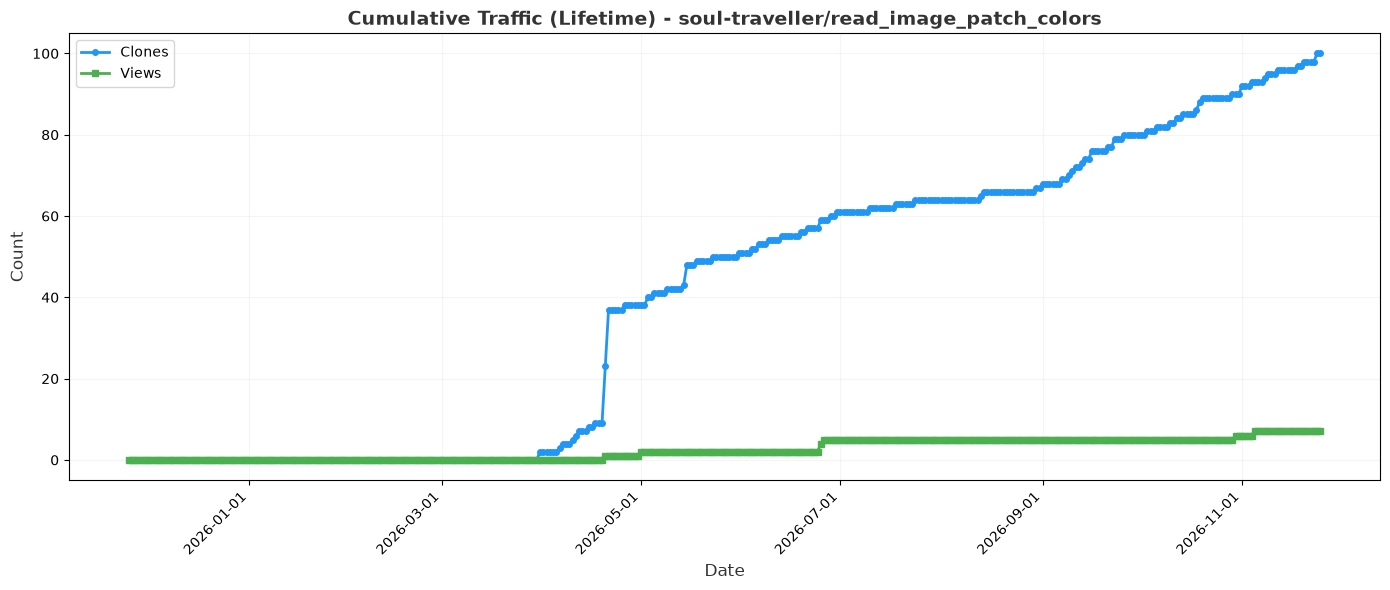 Cumulative Traffic (Lifetime) - soul-traveller/read_image_patch_colors
Clones
Views
Count
100
80
60
40
20
0
2026-01-01
2026-03-01
2026-05-01
2026-07-01
2026-09-01
2026-11-01
Date